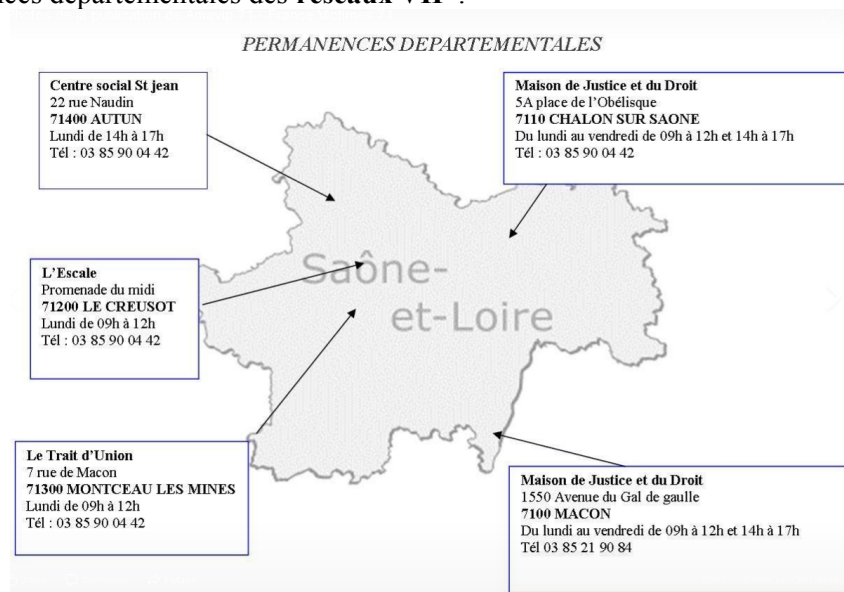 départementales des réseaux VIF :
PERMANENCES DEPARTEMENTALES
Centre social St jean
22 rue Naudin
71400 AUTUN
Lundi de 14h à 17h
Tél : 03 85 90 04 42
Maison de Justice et du Droit
5A place de l'Obélisque
7110 CHALON SUR SAONE
Du lundi au vendredi de 09h à 12h et 14h à 17h
Tél : 03 85 90 04 42
L'Escale
Promenade du midi
71200 LE CREUSOT
Lundi de 09h à 12h
Tél : 03 85 90 04 42
Saône-
et-Loire
Le Trait d'Union
7 rue de Macon
71300 MONTCEAU LES MINES
Lundi de 09h à 12h
Tél : 03 85 90 04 42
Maison de Justice et du Droit
1550 Avenue du Gal de gaulle
7100 MACON
Du lundi au vendredi de 09h à 12h et 14h à 17h
Tél 03 85 21 90 84